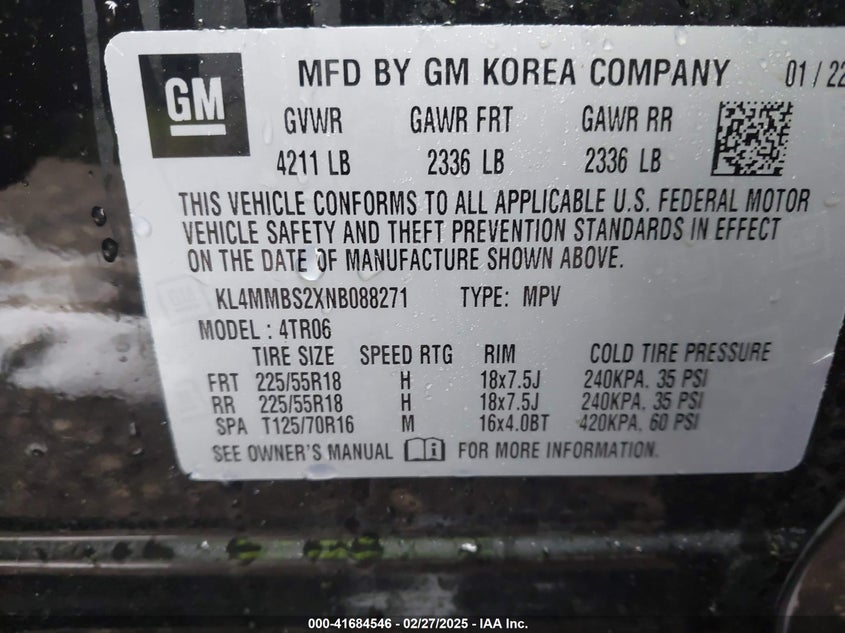 GM
MFD BY GM KOREA COMPANY 01 / 22
GVWR GAWR FRT GAWR RR
4211 LB 2336 LB 2336 LB
THIS VEHICLE CONFORMS TO ALL APPLICABLE U.S. FEDERAL MOTOR
VEHICLE SAFETY AND THEFT PREVENTION STANDARDS IN EFFECT
ON THE DATE OF MANUFACTURE SHOWN ABOVE.
KL4MMBS2XNB088271 TYPE: MPV
MODEL : 4TR06
TIRE SIZE SPEED RTG RIM COLD TIRE PRESSURE
FRT 225/55R18 H 18x7.5J 240KPA, 35 PSI
RR 225/55R18 H 18x7.5J 240KPA, 35 PSI
SPA T125/70R16 M 16x4.0BT 420KPA, 60 PSI
SEE OWNER'S MANUAL FOR MORE INFORMATION.
000-41684546 - 02/27/2025 - IAA Inc.